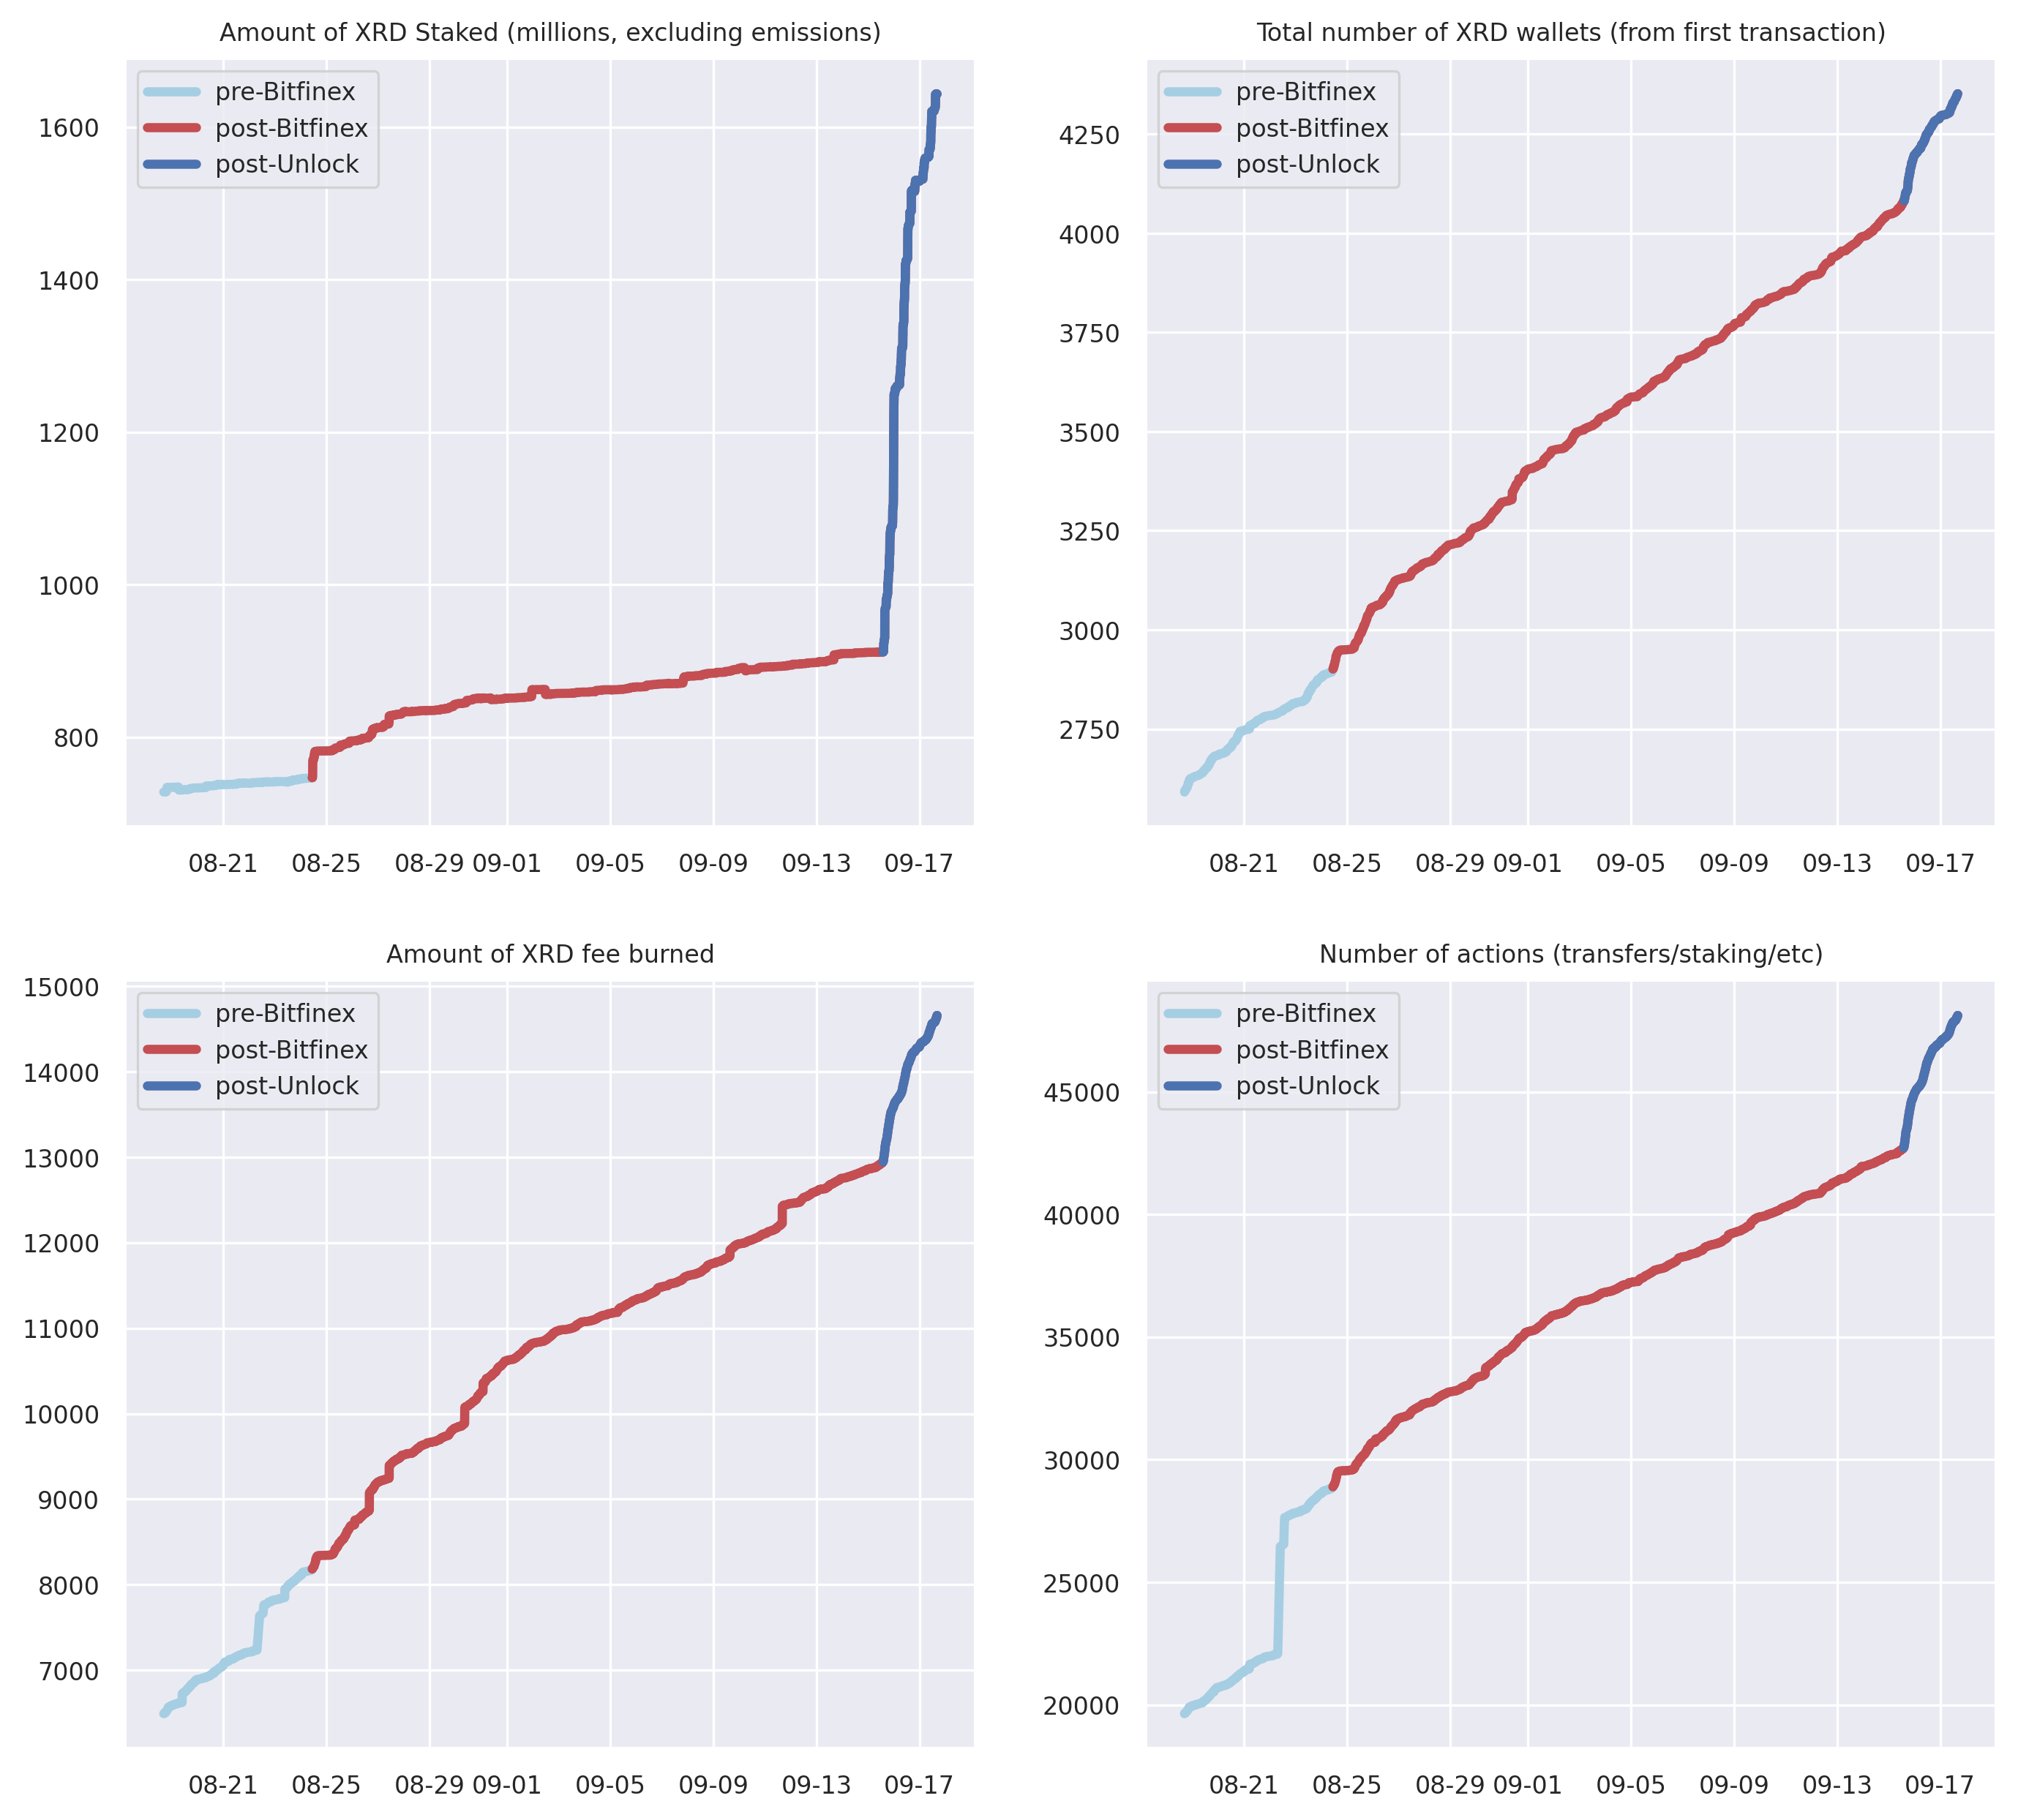 Amount of XRD Staked (millions, excluding emissions)
pre-Bitfinex
post-Bitfinex
post-Unlock
1600
1400
1200
1000
800
08-21 08-25 08-29 09-01 09-05 09-09 09-13 09-17
Total number of XRD wallets (from first transaction)
pre-Bitfinex
post-Bitfinex
post-Unlock
4250
4000
3750
3500
3250
3000
2750
08-21 08-25 08-29 09-01 09-05 09-09 09-13 09-17
Amount of XRD fee burned
pre-Bitfinex
post-Bitfinex
post-Unlock
15000
14000
13000
12000
11000
10000
9000
8000
7000
08-21 08-25 08-29 09-01 09-05 09-09 09-13 09-17
Number of actions (transfers/staking/etc)
pre-Bitfinex
post-Bitfinex
post-Unlock
45000
40000
35000
30000
25000
20000
08-21 08-25 08-29 09-01 09-05 09-09 09-13 09-17